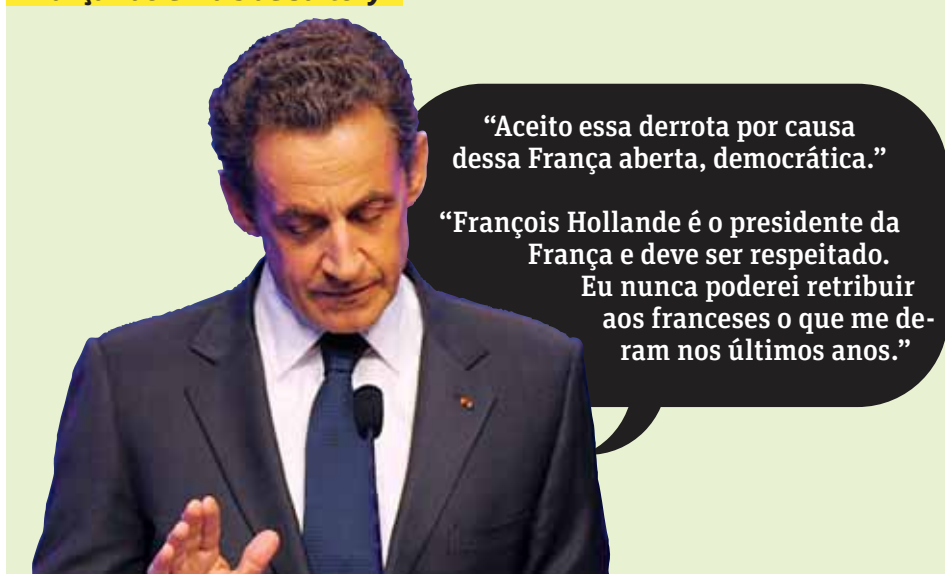 “Aceito essa derrota por causa
dessa França aberta, democrática.”
“François Hollande é o presidente da
França e deve ser respeitado.
Eu nunca poderei retribuir
aos franceses o que me de-
ram nos últimos anos.”